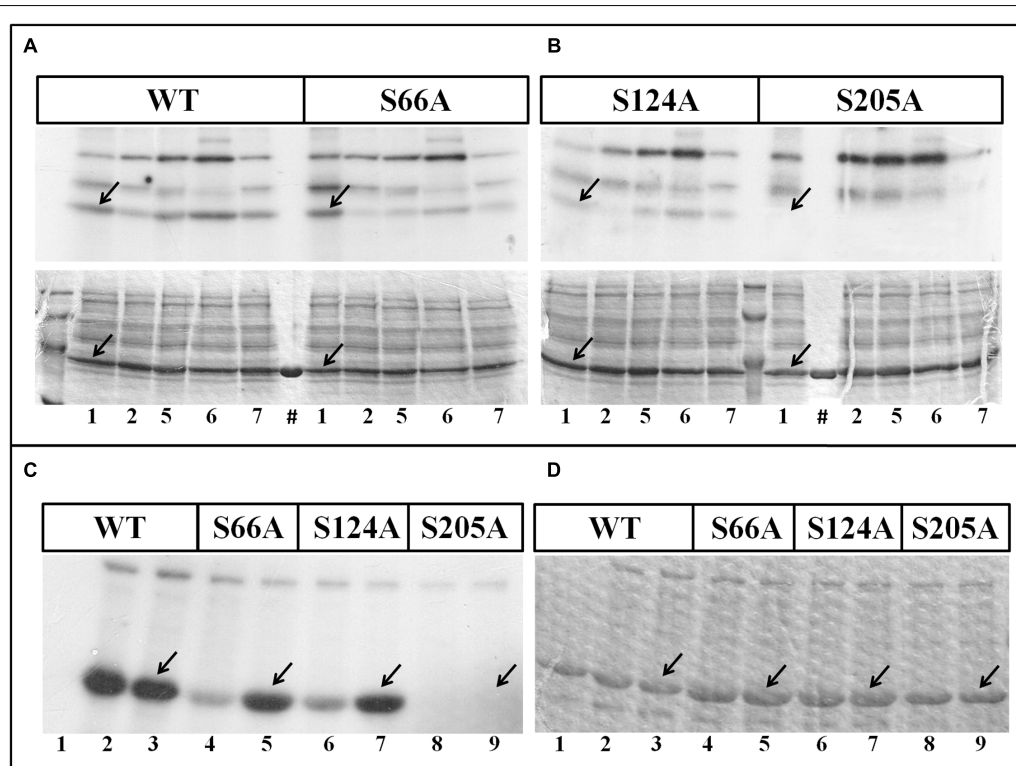 A
B
WT S66A
S124A S205A
1 2 5 6 7 # 1 2 5 6 7
1 2 5 6 7 1 # 2 5 6 7
C
D
WT S66A S124A S205A
WT S66A S124A S205A
1 2 3 4 5 6 7 8 9
1 2 3 4 5 6 7 8 9